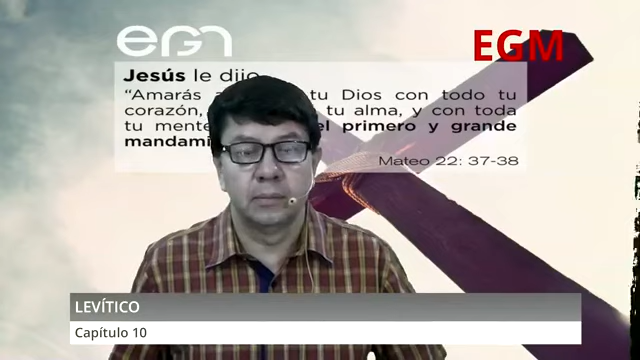 egm
EGM
Jesús le dijo
“Amarás a tu Dios con todo tu
corazón, tu alma, y con toda
tu mente el primero y grande
mandami
Mateo 22: 37-38
LEVÍTICO
Capítulo 10